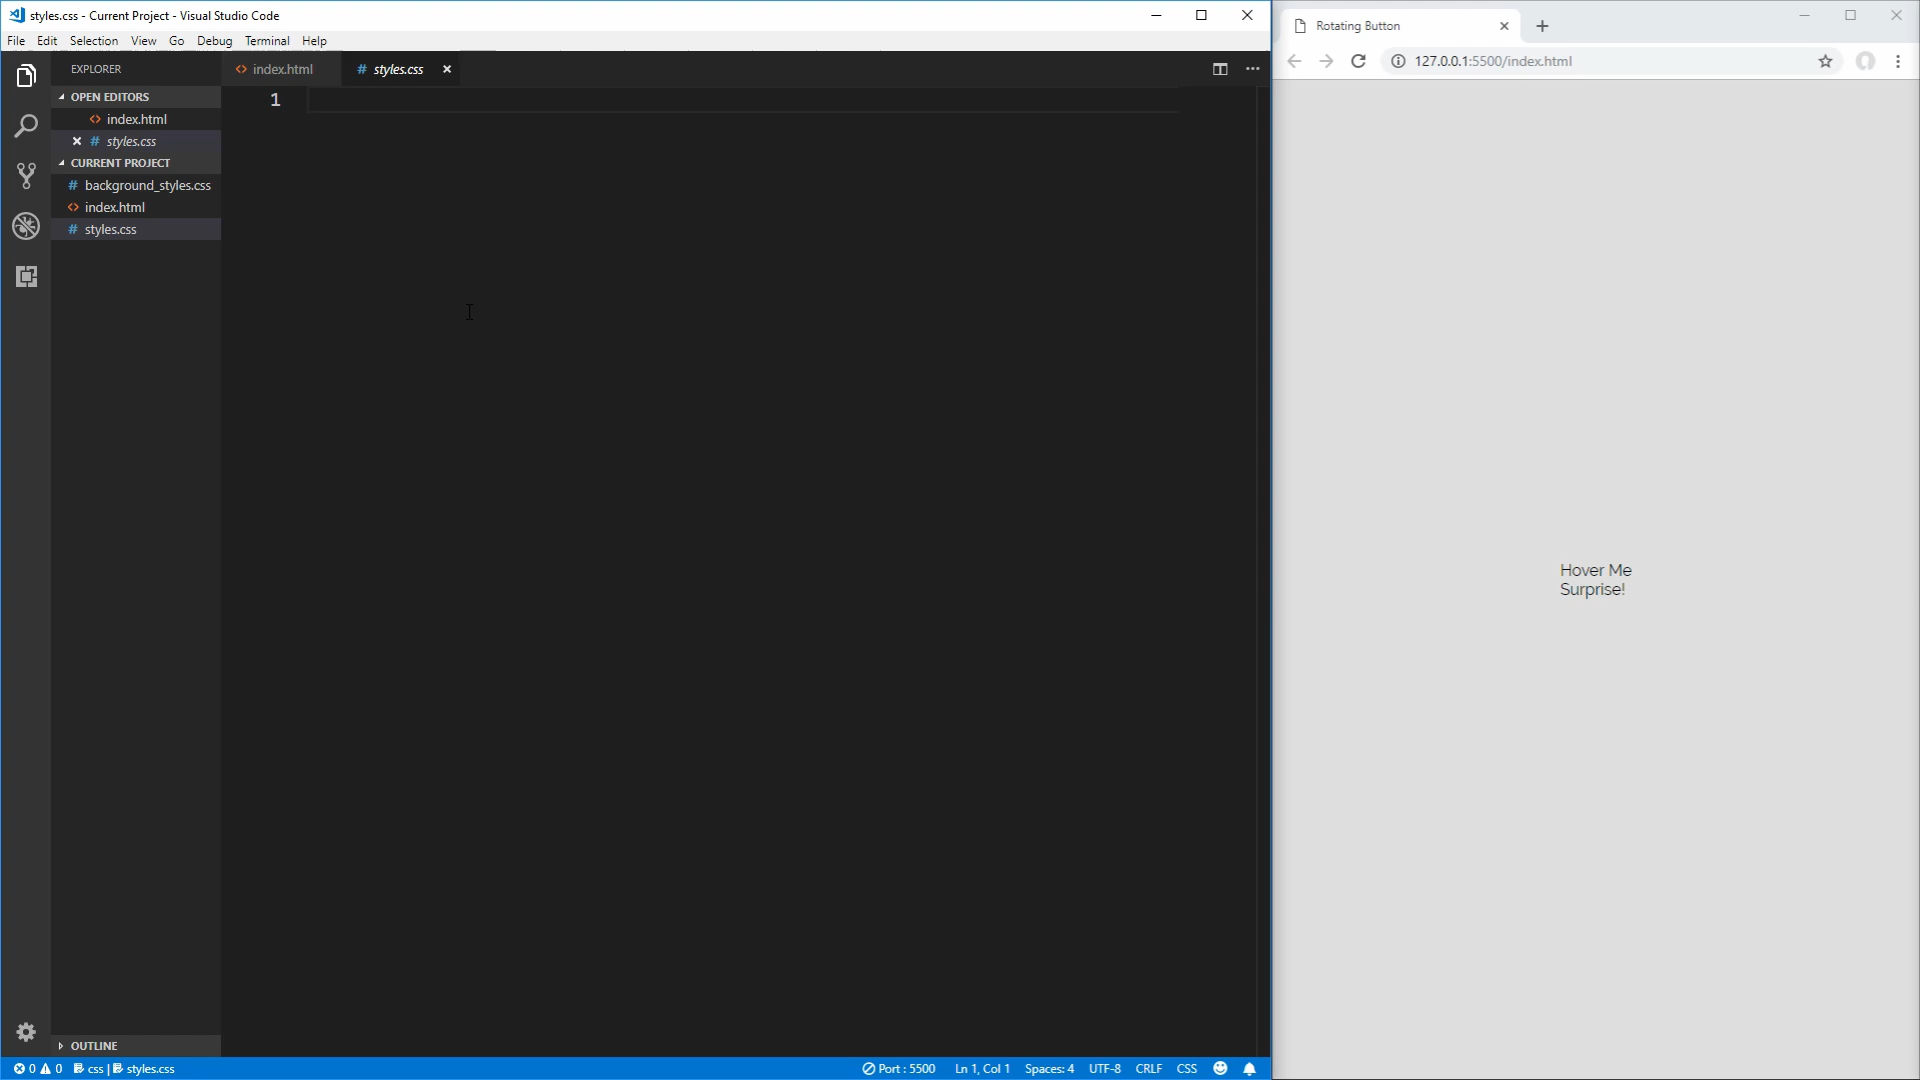 styles.css - Current Project - Visual Studio Code
File Edit Selection View Go Debug Terminal Help
EXPLORER
OPEN EDITORS
index.html
styles.css
CURRENT PROJECT
background_styles.css
index.html
styles.css
OUTLINE
index.html
styles.css
1
0 0 css | styles.css
Port : 5500 Ln 1, Col 1 Spaces: 4 UTF-8 CRLF CSS
Rotating Button
127.0.0.1:5500/index.html
Hover Me
Surprise!